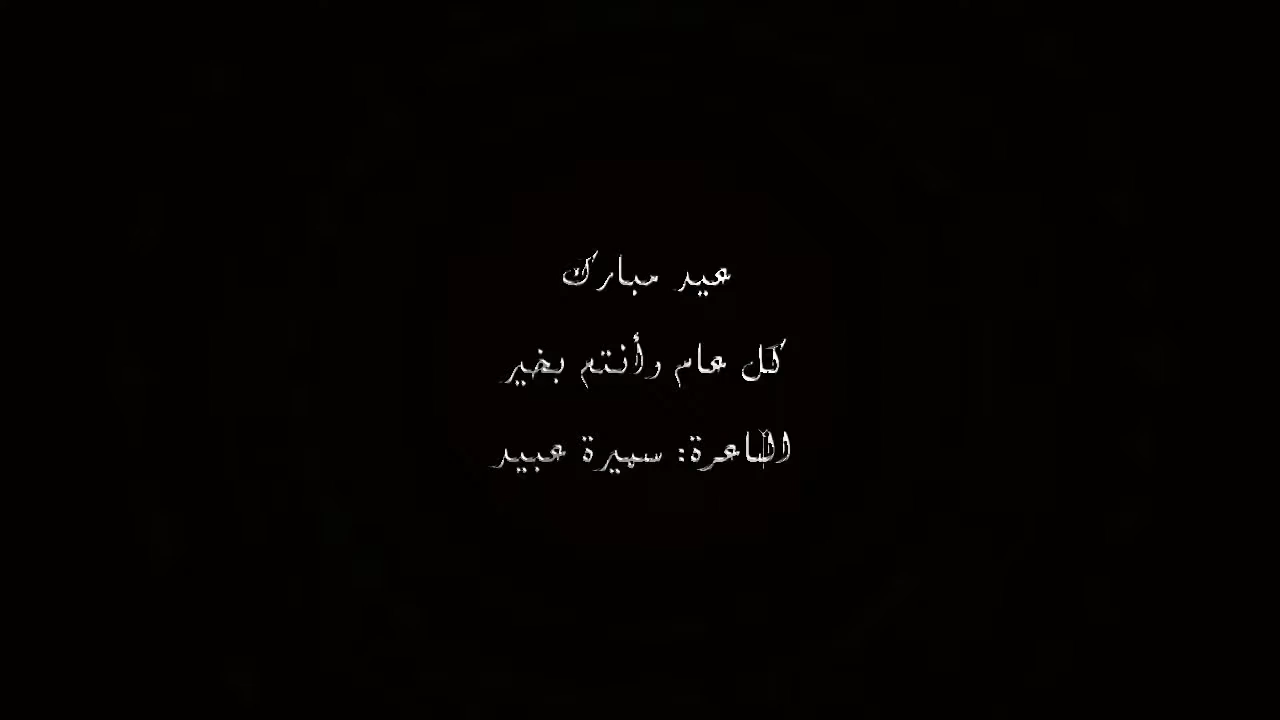 عيد مبارك
كل عام وأنتم بخير
الشاعرة: سميرة عبيد